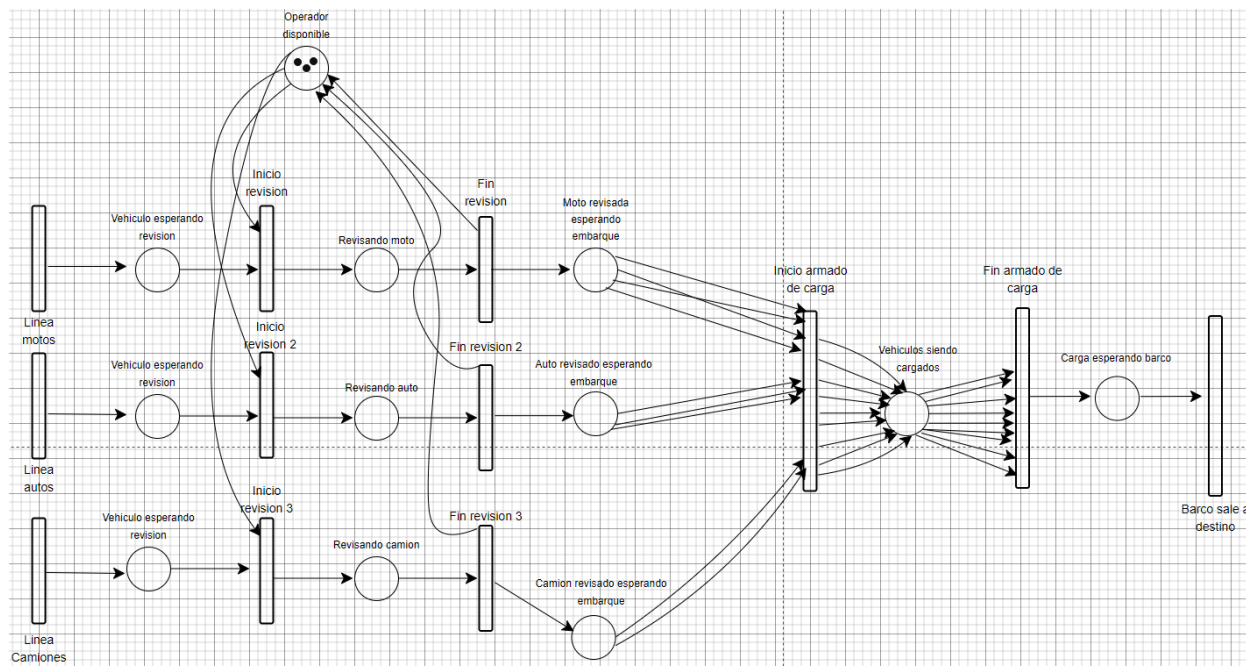 Operador
disponible
Inicio
revision
Fin
revision
Moto revisada
esperando
embarque
Vehiculo esperando
revision
Revisando moto
Inicio armado
de carga
Fin armado de
carga
Linea
motos
Inicio
revision 2
Fin revision 2
Vehiculos siendo
cargados
Carga esperando barco
Vehiculo esperando
revision
Revisando auto
Auto revisado esperando
embarque
Linea
autos
Inicio
revision 3
Fin revision 3
Barco sale a
destino
Vehiculo esperando
revision
Revisando camion
Camion revisado esperando
embarque
Linea
Camiones